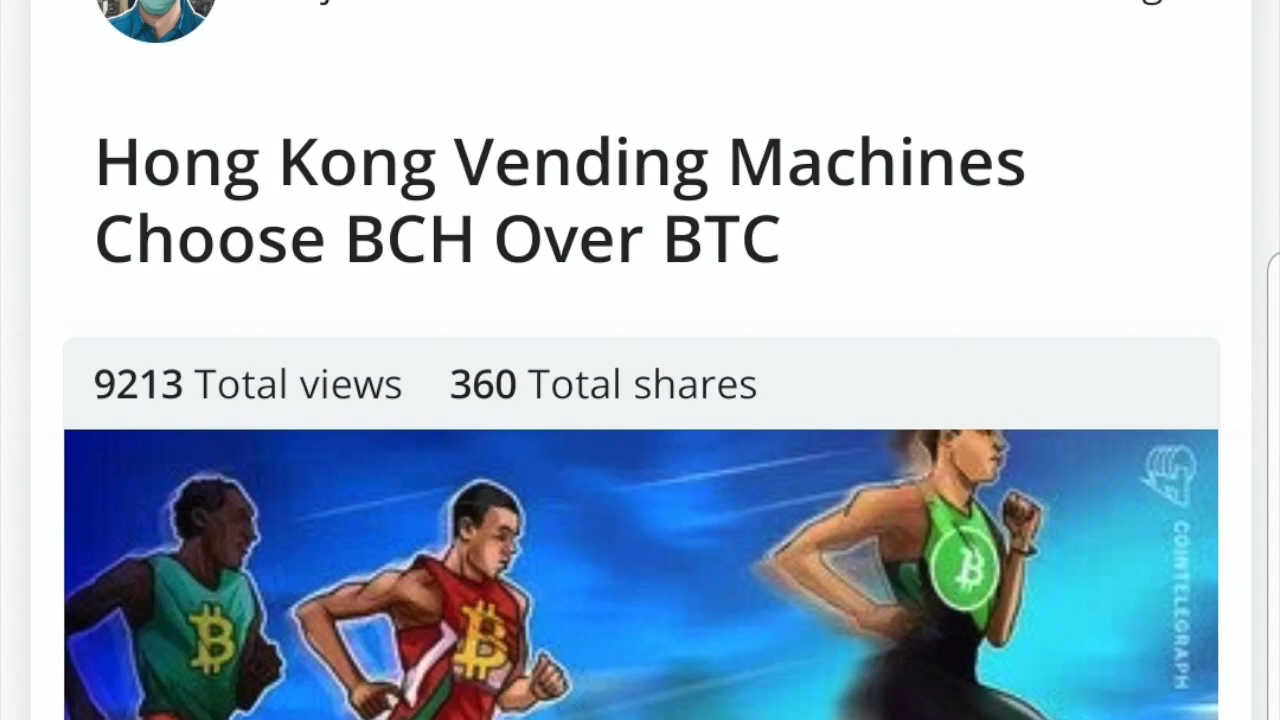 Hong Kong Vending Machines
Choose BCH Over BTC
9213 Total views 360 Total shares
COINTELEGRAPH